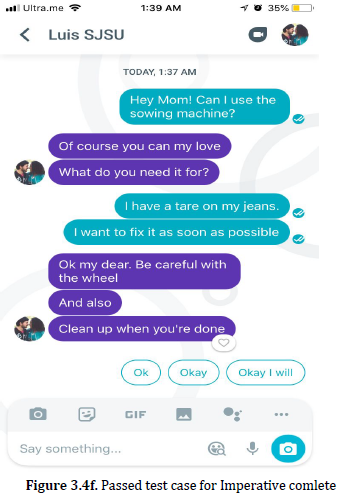 Ultra.me 1:39 AM 35%
Luis SJSU
TODAY, 1:37 AM
Hey Mom! Can I use the
sowing machine?
Of course you can my love
What do you need it for?
I have a tare on my jeans.
I want to fix it as soon as possible
Ok my dear. Be careful with
the wheel
And also
Clean up when you're done
Ok Okay Okay I will
GIF
Say something...
Figure 3.4f. Passed test case for Imperative comlete